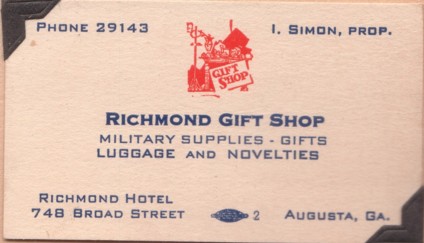 PHONE 29143
I. SIMON, PROP.
GIFT
SHOP
RICHMOND GIFT SHOP
MILITARY SUPPLIES - GIFTS
LUGGAGE AND NOVELTIES
RICHMOND HOTEL
748 BROAD STREET 2 AUGUSTA, GA.